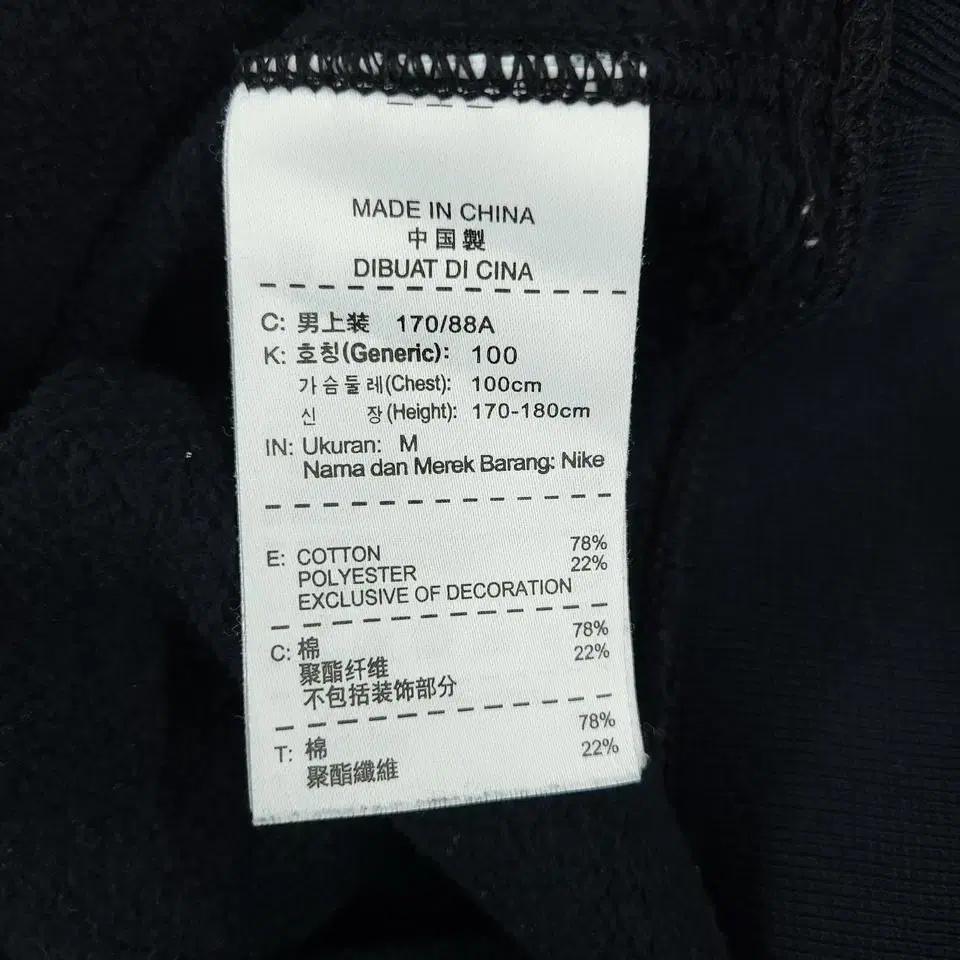 MADE IN CHINA
中国製
DIBUAT DI CINA
C: 男上装 170/88A
K: 호칭(Generic): 100
가슴둘레(Chest): 100cm
신 장(Height): 170-180cm
IN: Ukuran: M
Nama dan Merek Barang: Nike
E: COTTON 78%
POLYESTER 22%
EXCLUSIVE OF DECORATION
C: 棉 78%
聚酯纤维 22%
不包括装饰部分
T: 棉 78%
聚酯纖維 22%